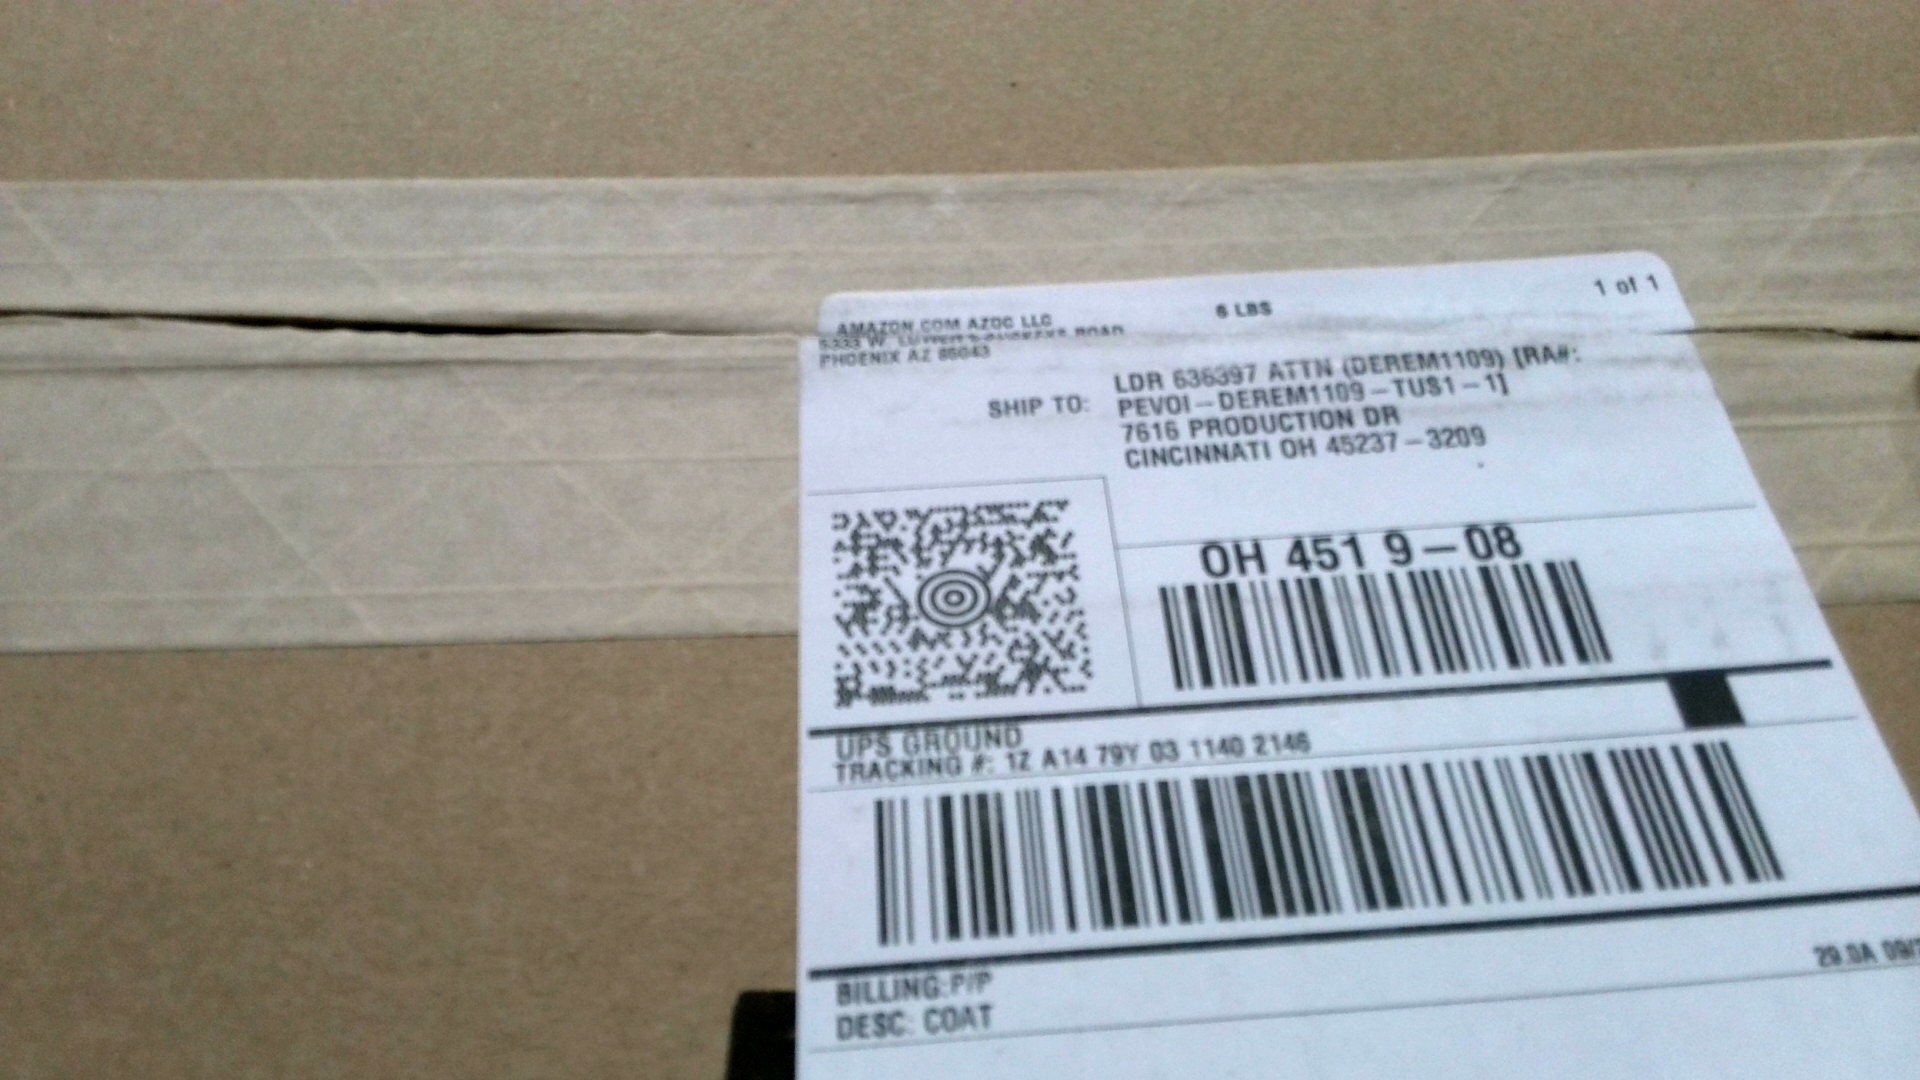 AMAZON.COM AZDC LLC
6 LBS
1 of 1
5333 W. ROAD
PHOENIX AZ 85043
SHIP TO:
LDR 636397 ATTN (DEREM1109) [RA#:
PEVOI-DEREM1109-TUS1-1]
7616 PRODUCTION DR
CINCINNATI OH 45237-3209
OH 451 9-08
UPS GROUND
TRACKING #: 1Z A14 79Y 03 1140 2146
BILLING: P/P
DESC: COAT